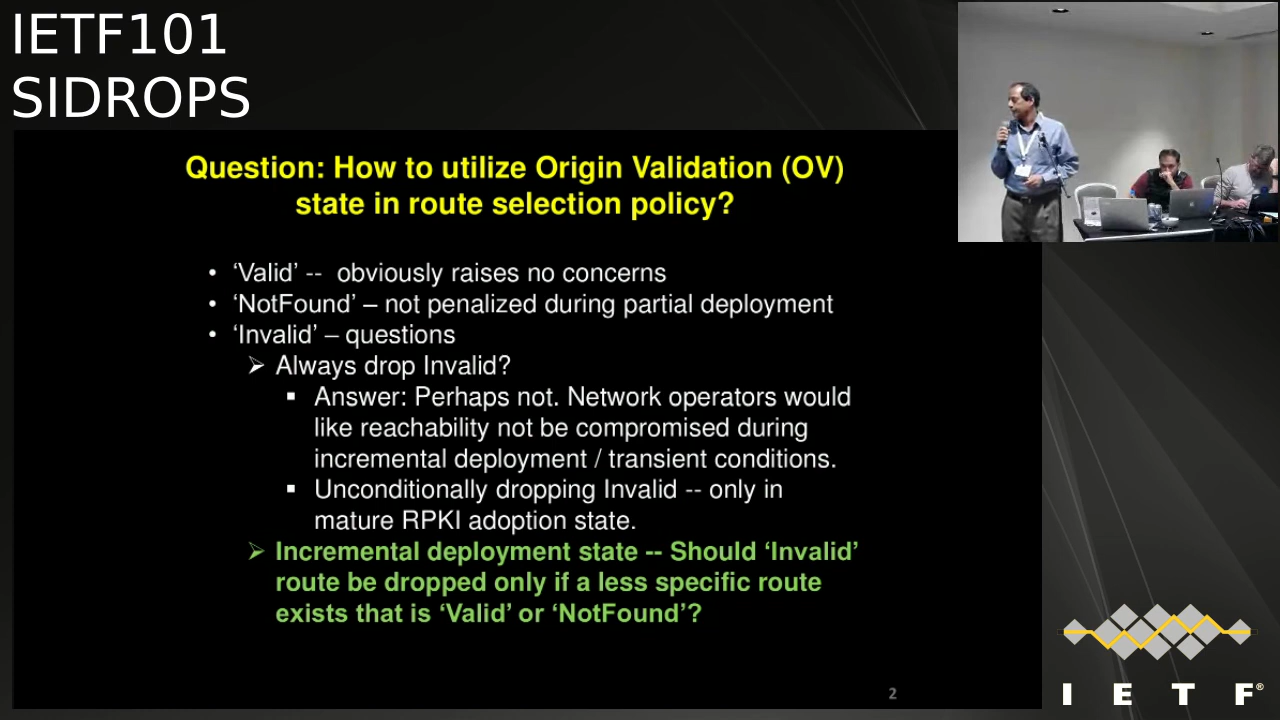 IETF101
SIDROPS
Question: How to utilize Origin Validation (OV)
state in route selection policy?
• ‘Valid’ -- obviously raises no concerns
• ‘NotFound’ – not penalized during partial deployment
• ‘Invalid’ – questions
➢ Always drop Invalid?
▪ Answer: Perhaps not. Network operators would
like reachability not be compromised during
incremental deployment / transient conditions.
▪ Unconditionally dropping Invalid -- only in
mature RPKI adoption state.
➢ Incremental deployment state -- Should ‘Invalid’
route be dropped only if a less specific route
exists that is ‘Valid’ or ‘NotFound’?
2
I E T F®